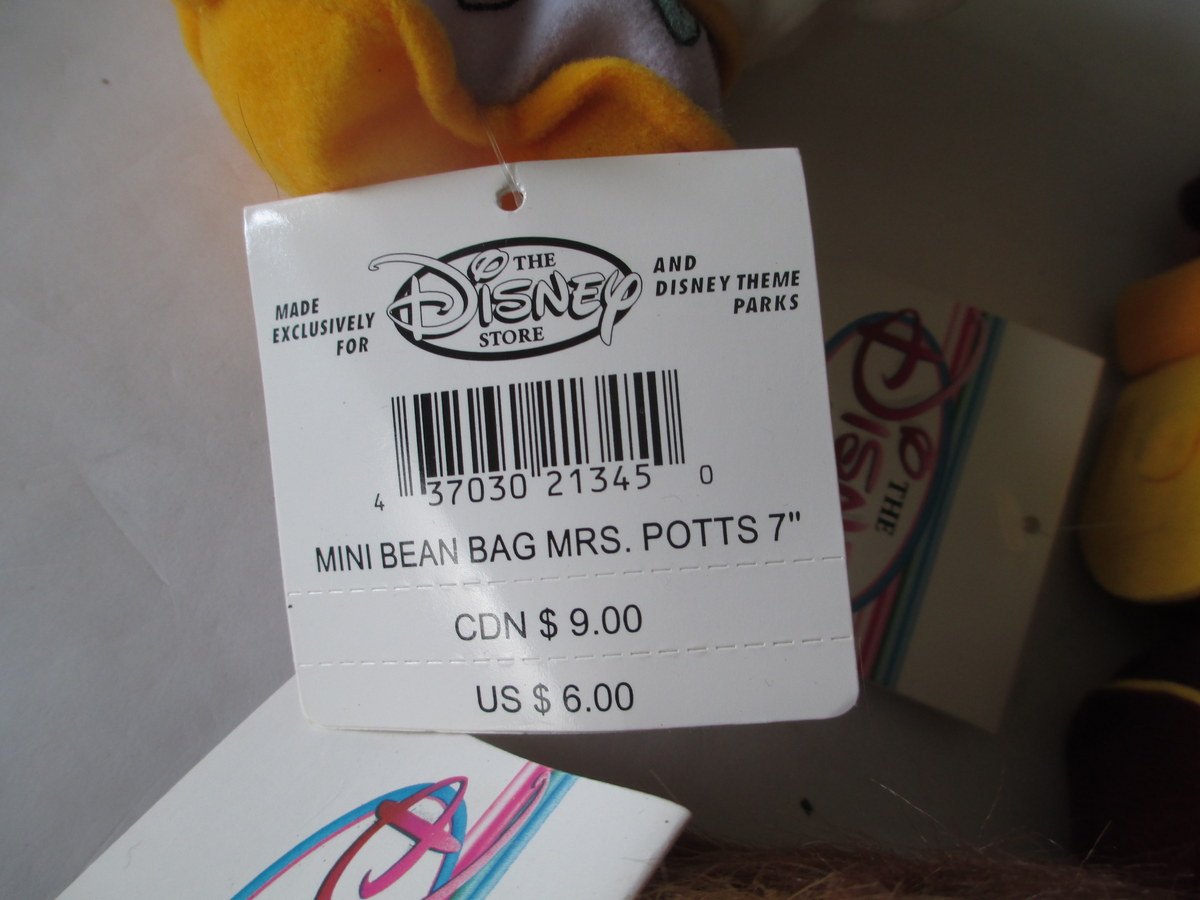 MADE
EXCLUSIVELY
FOR
THE
DISNEY
STORE
AND
DISNEY THEME
PARKS
4 37030 21345 0
MINI BEAN BAG MRS. POTTS 7"
CDN $ 9.00
US $ 6.00
THE